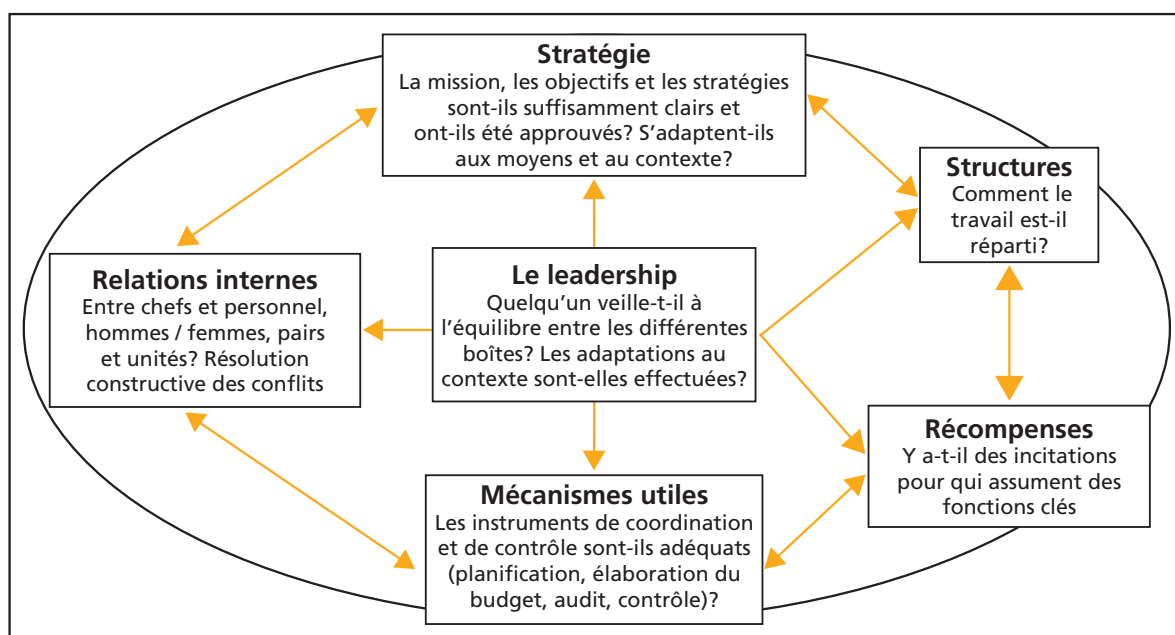 Stratégie
La mission, les objectifs et les stratégies
sont-ils suffisamment clairs et
ont-ils été approuvés? S'adaptent-ils
aux moyens et au contexte?
Structures
Comment le
travail est-il
réparti?
Relations internes
Entre chefs et personnel,
hommes / femmes, pairs
et unités? Résolution
constructive des conflits
Le leadership
Quelqu'un veille-t-il à
l'équilibre entre les différentes
boîtes? Les adaptations au
contexte sont-elles effectuées?
Récompenses
Y a-t-il des incitations
pour qui assument des
fonctions clés
Mécanismes utiles
Les instruments de coordination
et de contrôle sont-ils adéquats
(planification, élaboration du
budget, audit, contrôle)?